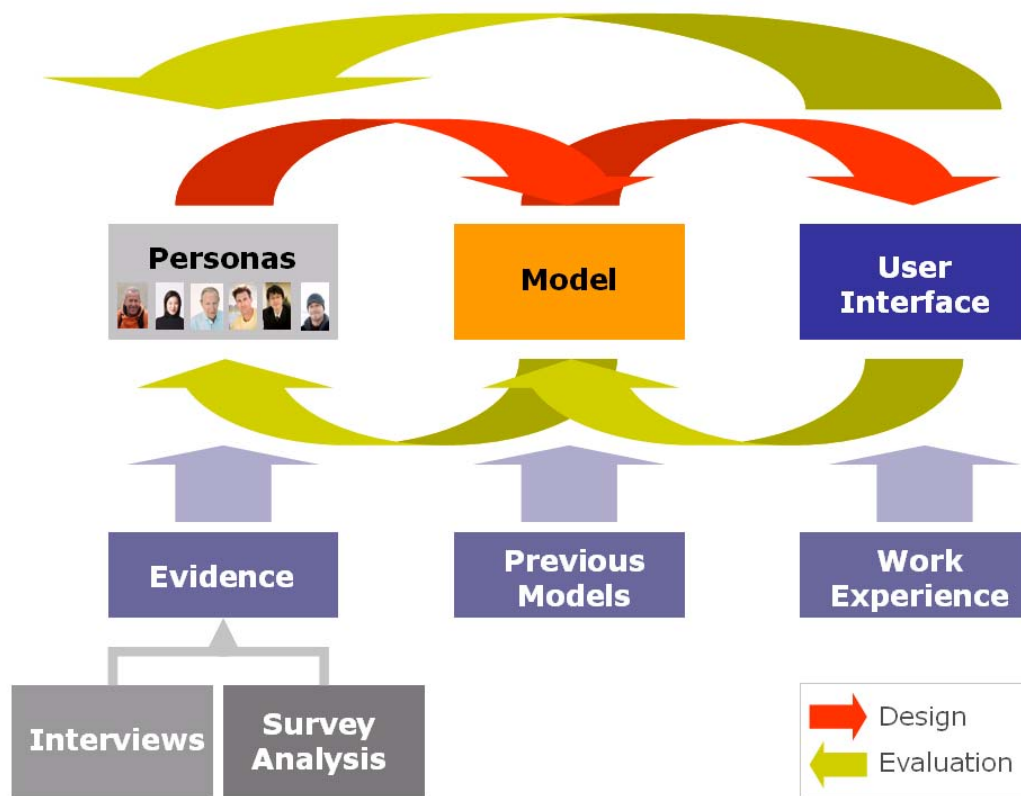 Personas
Model
User
Interface
Evidence
Previous
Models
Work
Experience
Interviews
Survey
Analysis
Design
Evaluation